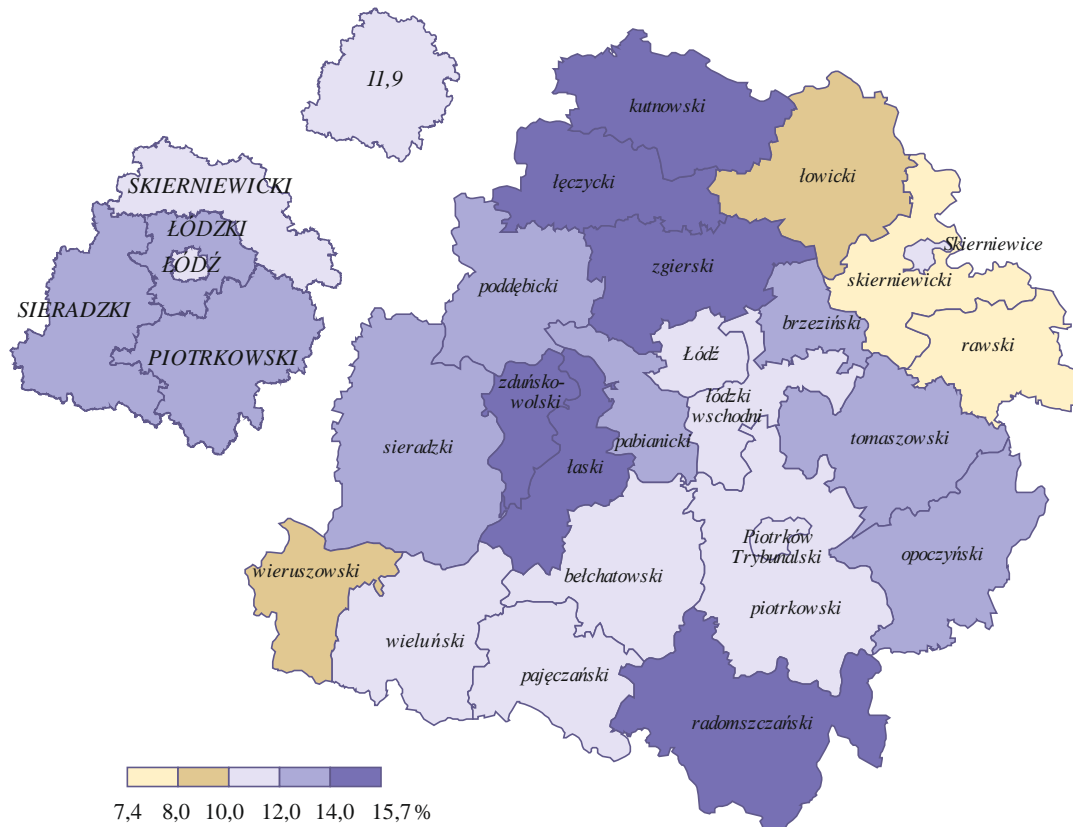 11,9
SKIERNIEWICKI
ŁÓDZKI
ŁÓDŹ
SIERADZKI
PIOTRKOWSKI
kutnowski
łęczycki
łowicki
zgierski
Skierniewice
skierniewicki
poddębicki
brzeziński
rawski
Łódź
zduńsko-
wolski
łódzki
wschodni
sieradzki
łaski
pabianicki
tomaszowski
Piotrków
Trybunalski
opoczyński
wieruszowski
bełchatowski
piotrkowski
wieluński
pajęczański
radomszczański
7,4 8,0 10,0 12,0 14,0 15,7 %